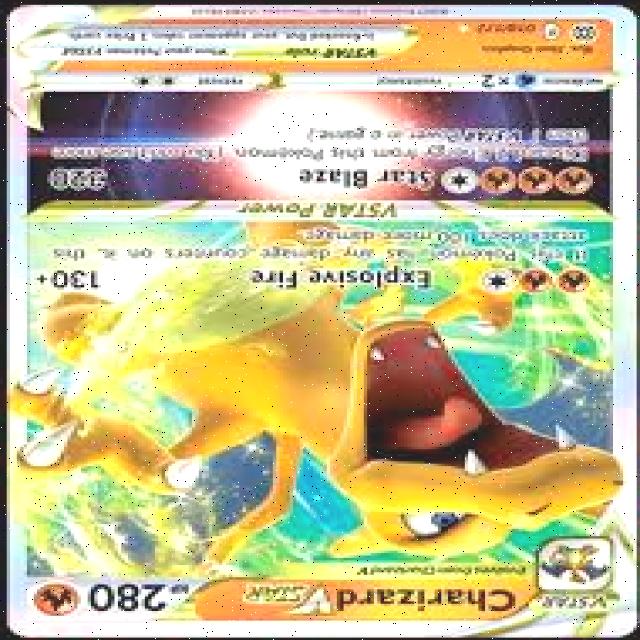 VSTAR Charizard VSTAR HP 280
Evolves from Charizard V
Explosive Fire 130+
If this Pokémon has any damage counters on it, this
attack does 100 more damage.
VSTAR Power
Star Blaze 320
Discard 2 Energy from this Pokémon. (You can't use more
than 1 VSTAR Power in a game.)
weakness ×2 resistance retreat
VSTAR rule
When your Pokémon VSTAR
is Knocked Out, your opponent takes 2 Prize cards.